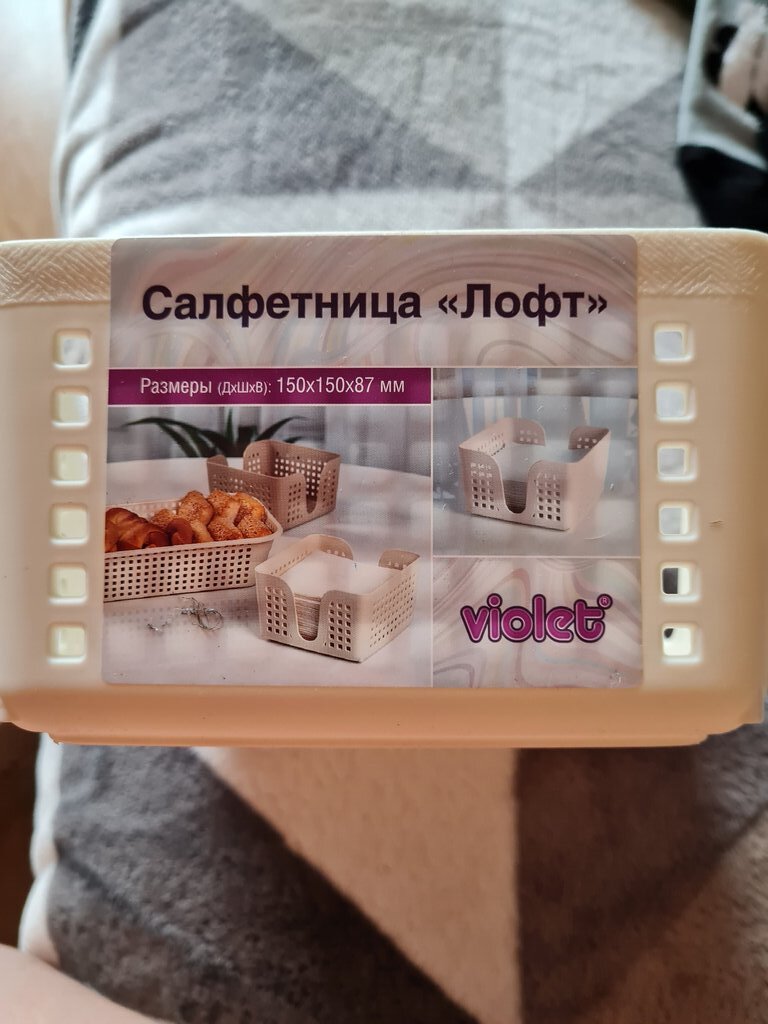 Салфетница «Лофт»
Размеры (ДхШхВ): 150х150х87 мм
violet®